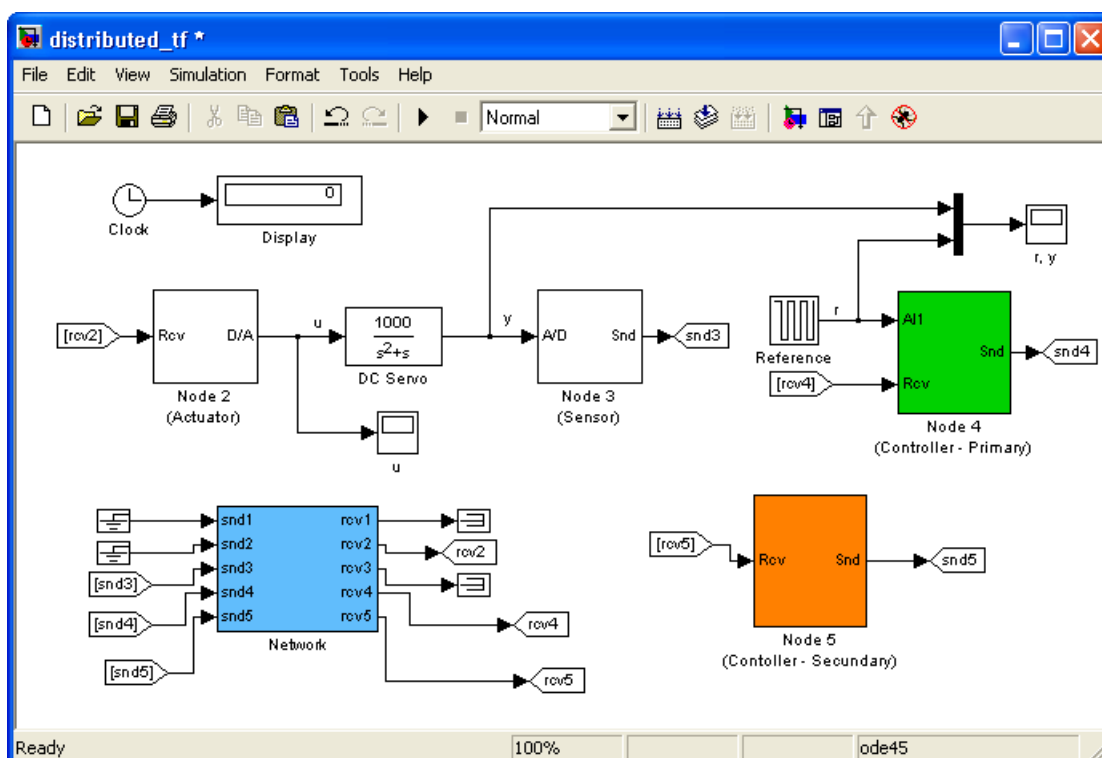 distributed_tf *
File Edit View Simulation Format Tools Help
Normal
0
Clock
Display
r, y
[rcv2]
Rcv D/A
u
1000
s²+s
y
A/D Snd
snd3
r
AI1
Snd
snd4
Reference
[rcv4]
Rcv
DC Servo
Node 2
(Actuator)
Node 3
(Sensor)
Node 4
(Controller - Primary)
u
snd1 rcv1
snd2 rcv2
rcv2
[snd3]
snd3 rcv3
[snd4]
snd4 rcv4
rcv4
snd5 rcv5
[snd5]
rcv5
Network
[rcv5]
Rcv Snd
snd5
Node 5
(Contoller - Secundary)
Ready 100% ode45